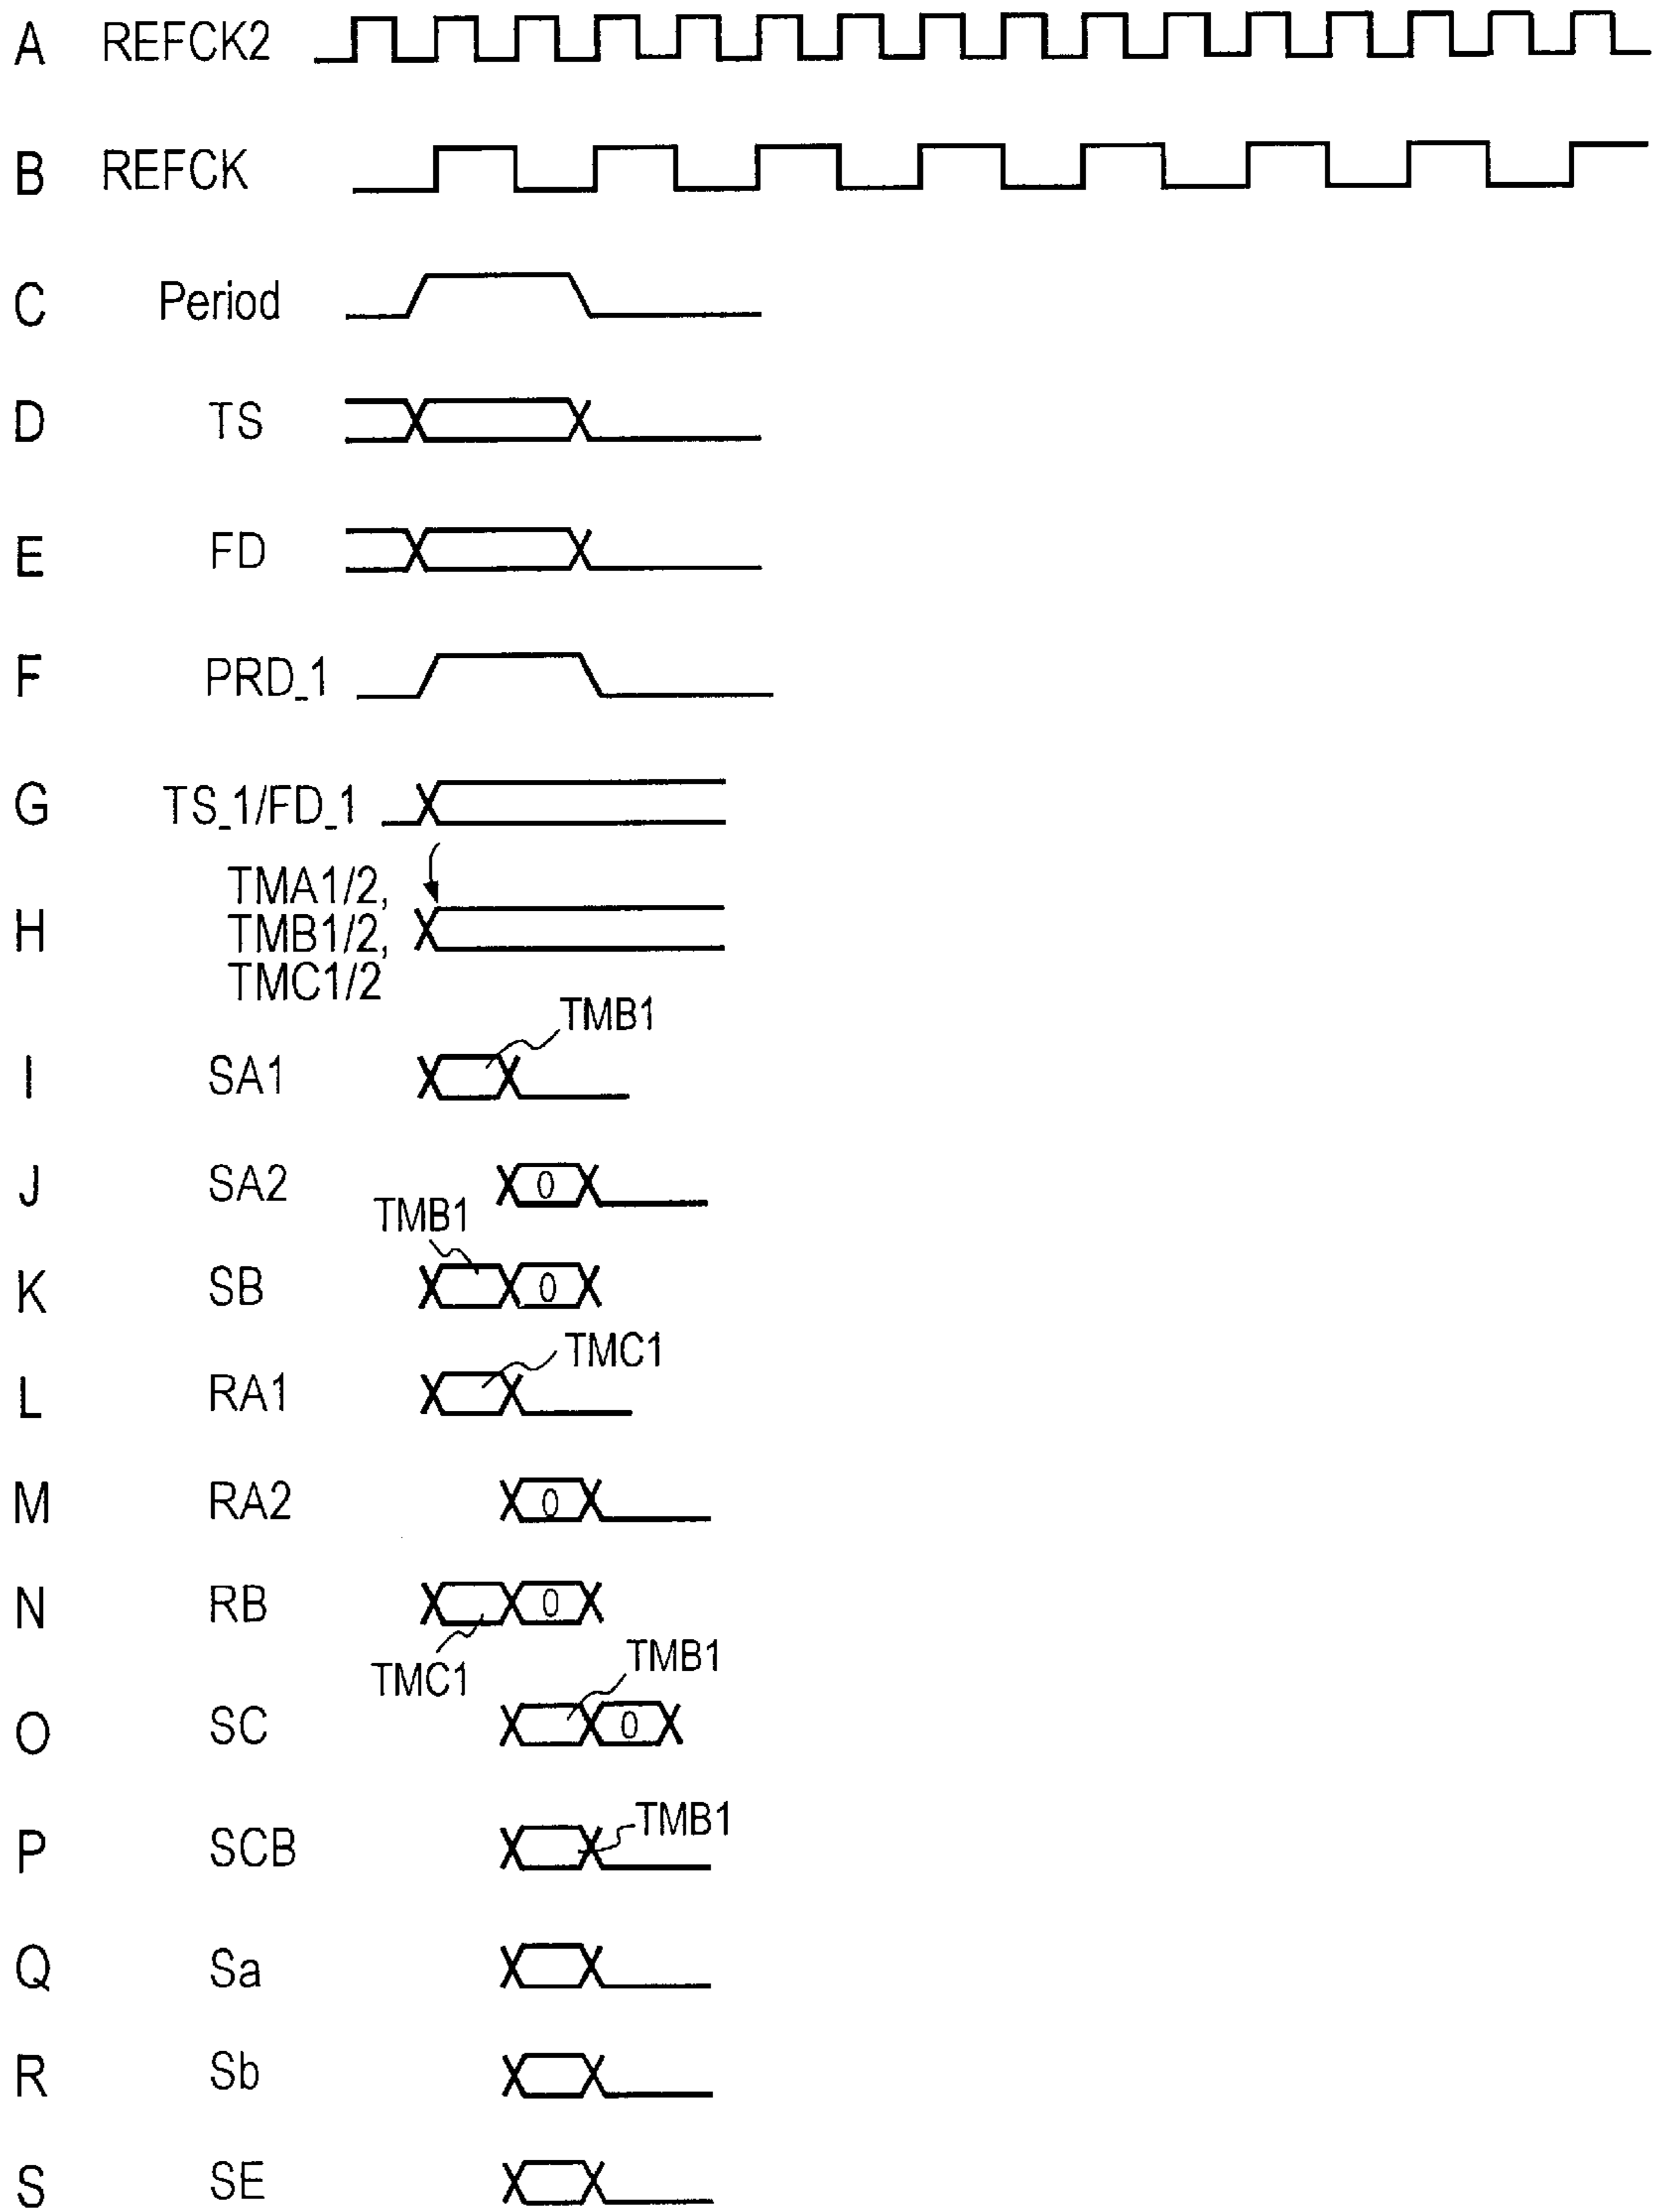 A REFCK2
B REFCK
C Period
D TS
E FD
F PRD_1
G TS_1/FD_1
TMA1/2,
H TMB1/2,
TMC1/2
TMB1
I SA1
J SA2 0
TMB1
K SB 0
TMC1
L RA1
M RA2 0
N RB 0
TMB1
TMC1
O SC 0
TMB1
P SCB
Q Sa
R Sb
S SE